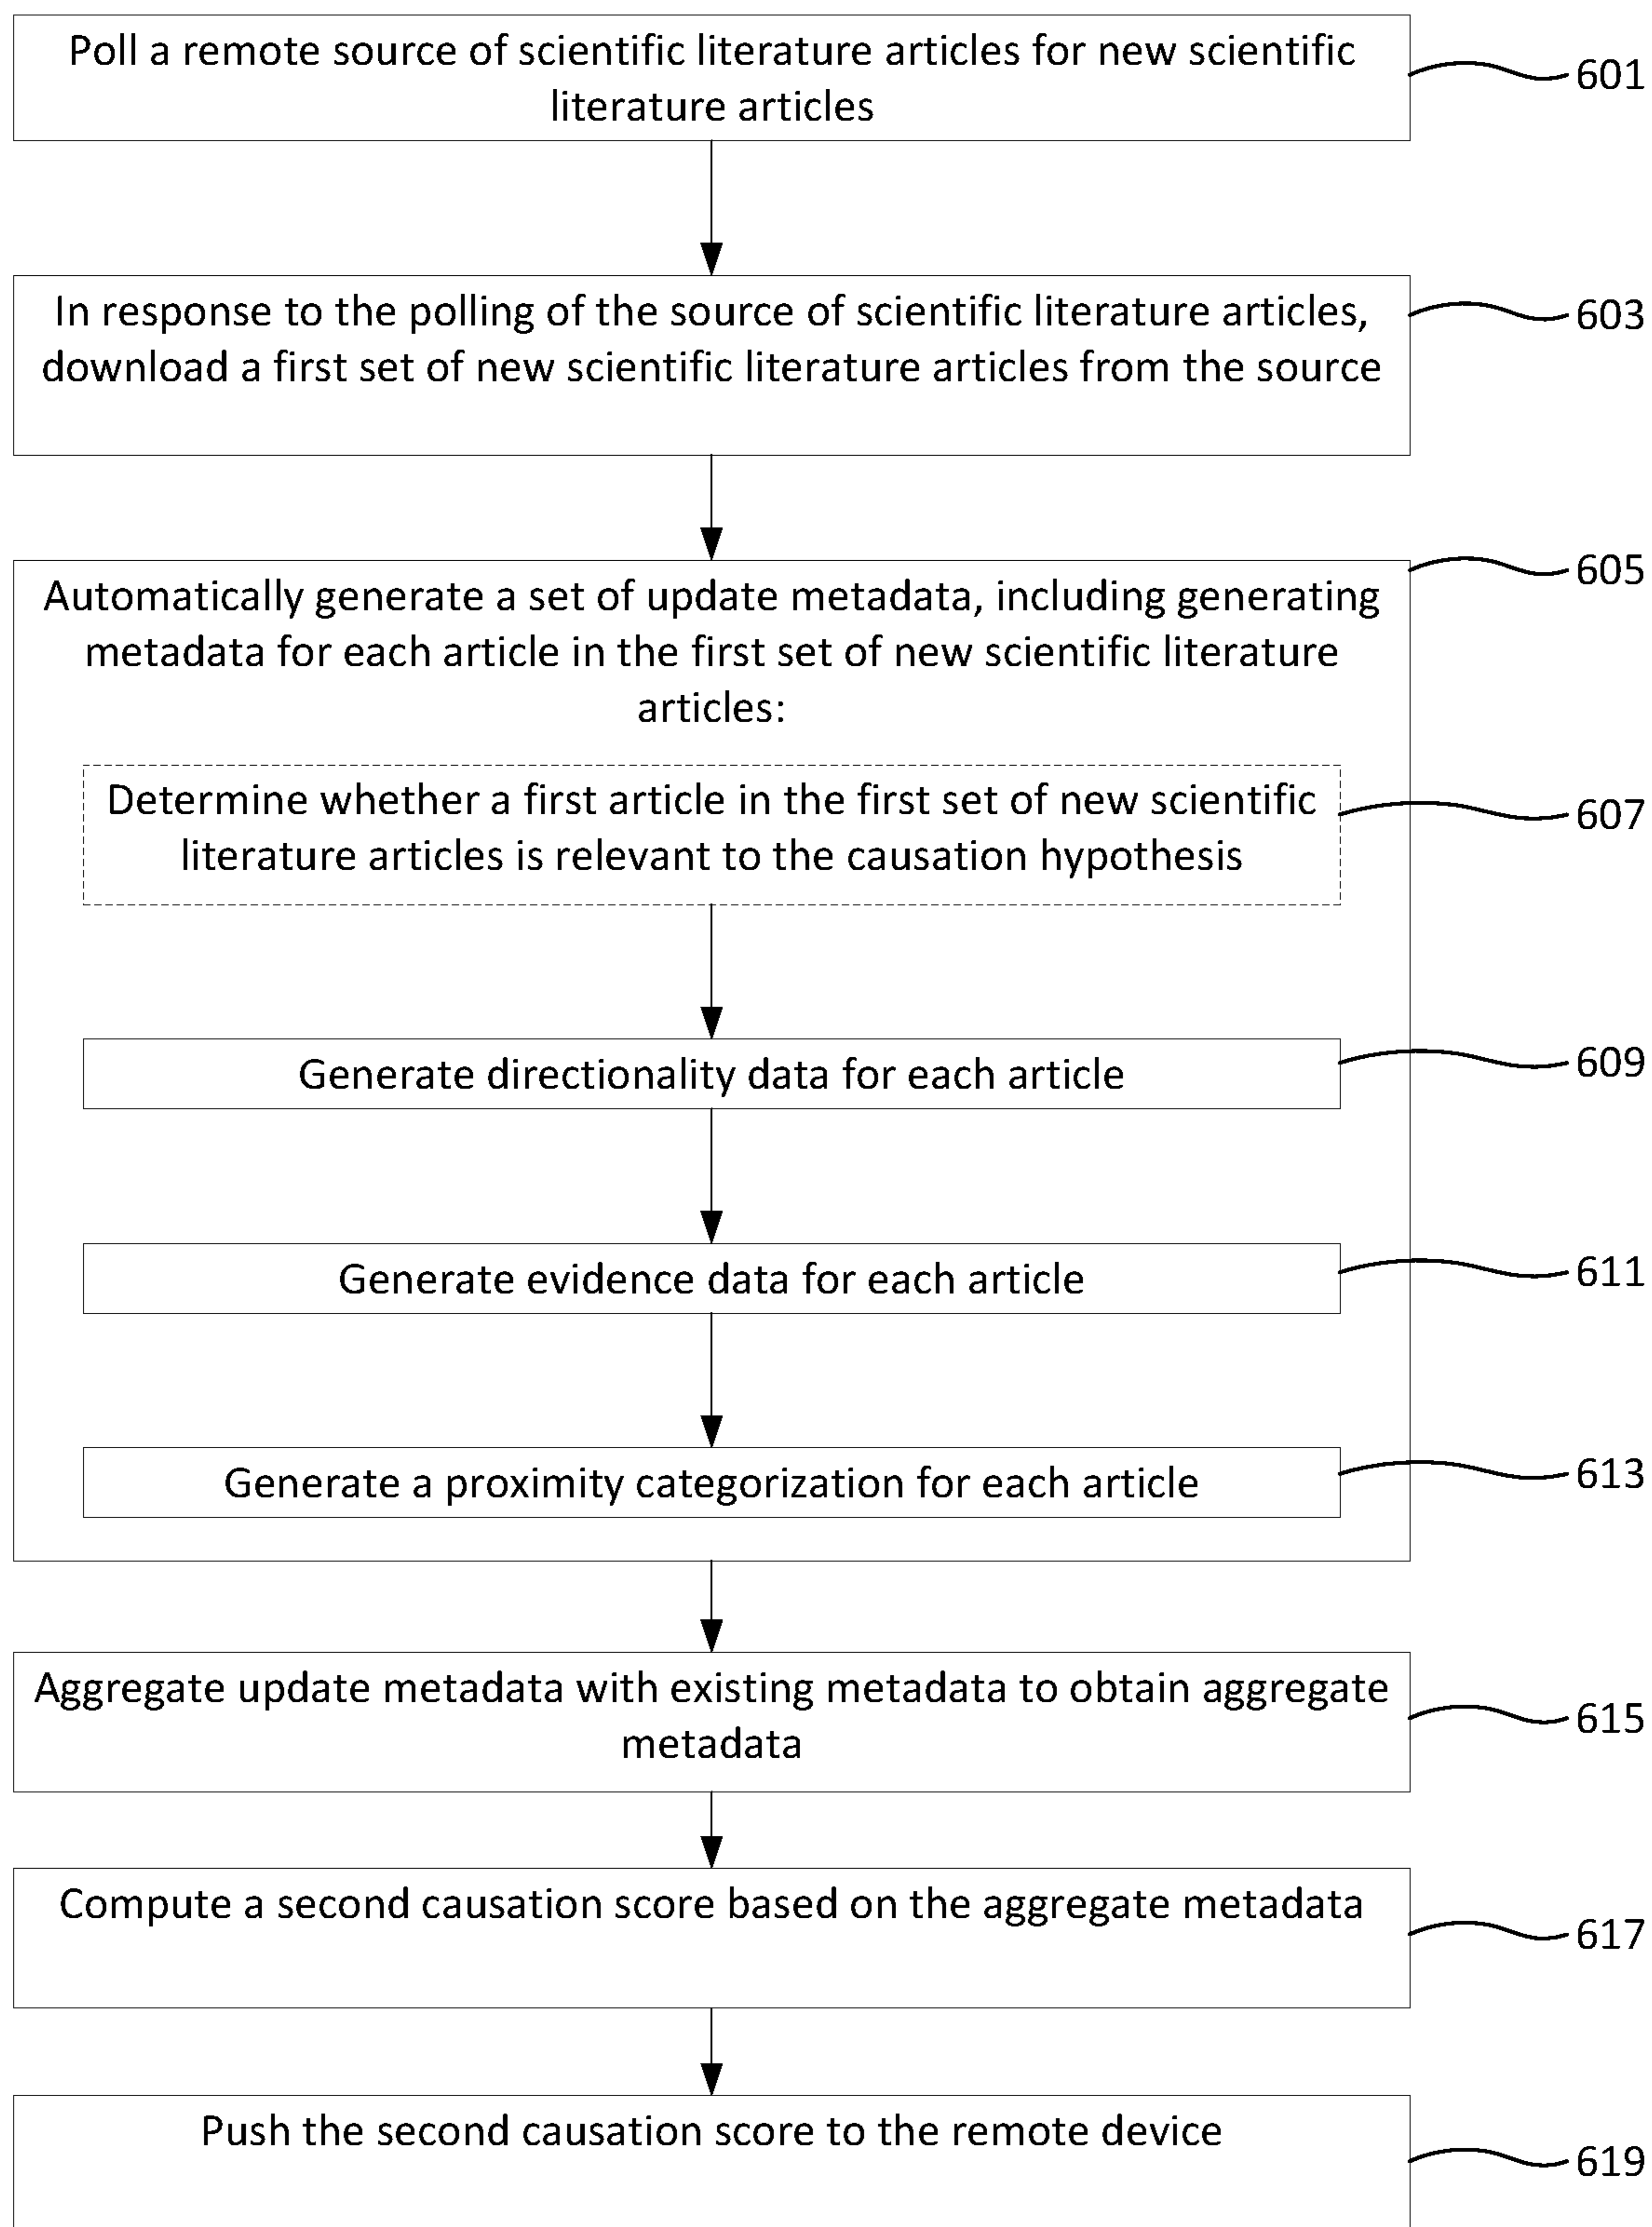 Poll a remote source of scientific literature articles for new scientific
literature articles
601
In response to the polling of the source of scientific literature articles,
download a first set of new scientific literature articles from the source
603
605
Automatically generate a set of update metadata, including generating
metadata for each article in the first set of new scientific literature
articles:
Determine whether a first article in the first set of new scientific
literature articles is relevant to the causation hypothesis
607
Generate directionality data for each article
609
Generate evidence data for each article
611
Generate a proximity categorization for each article
613
Aggregate update metadata with existing metadata to obtain aggregate
metadata
615
Compute a second causation score based on the aggregate metadata
617
Push the second causation score to the remote device
619